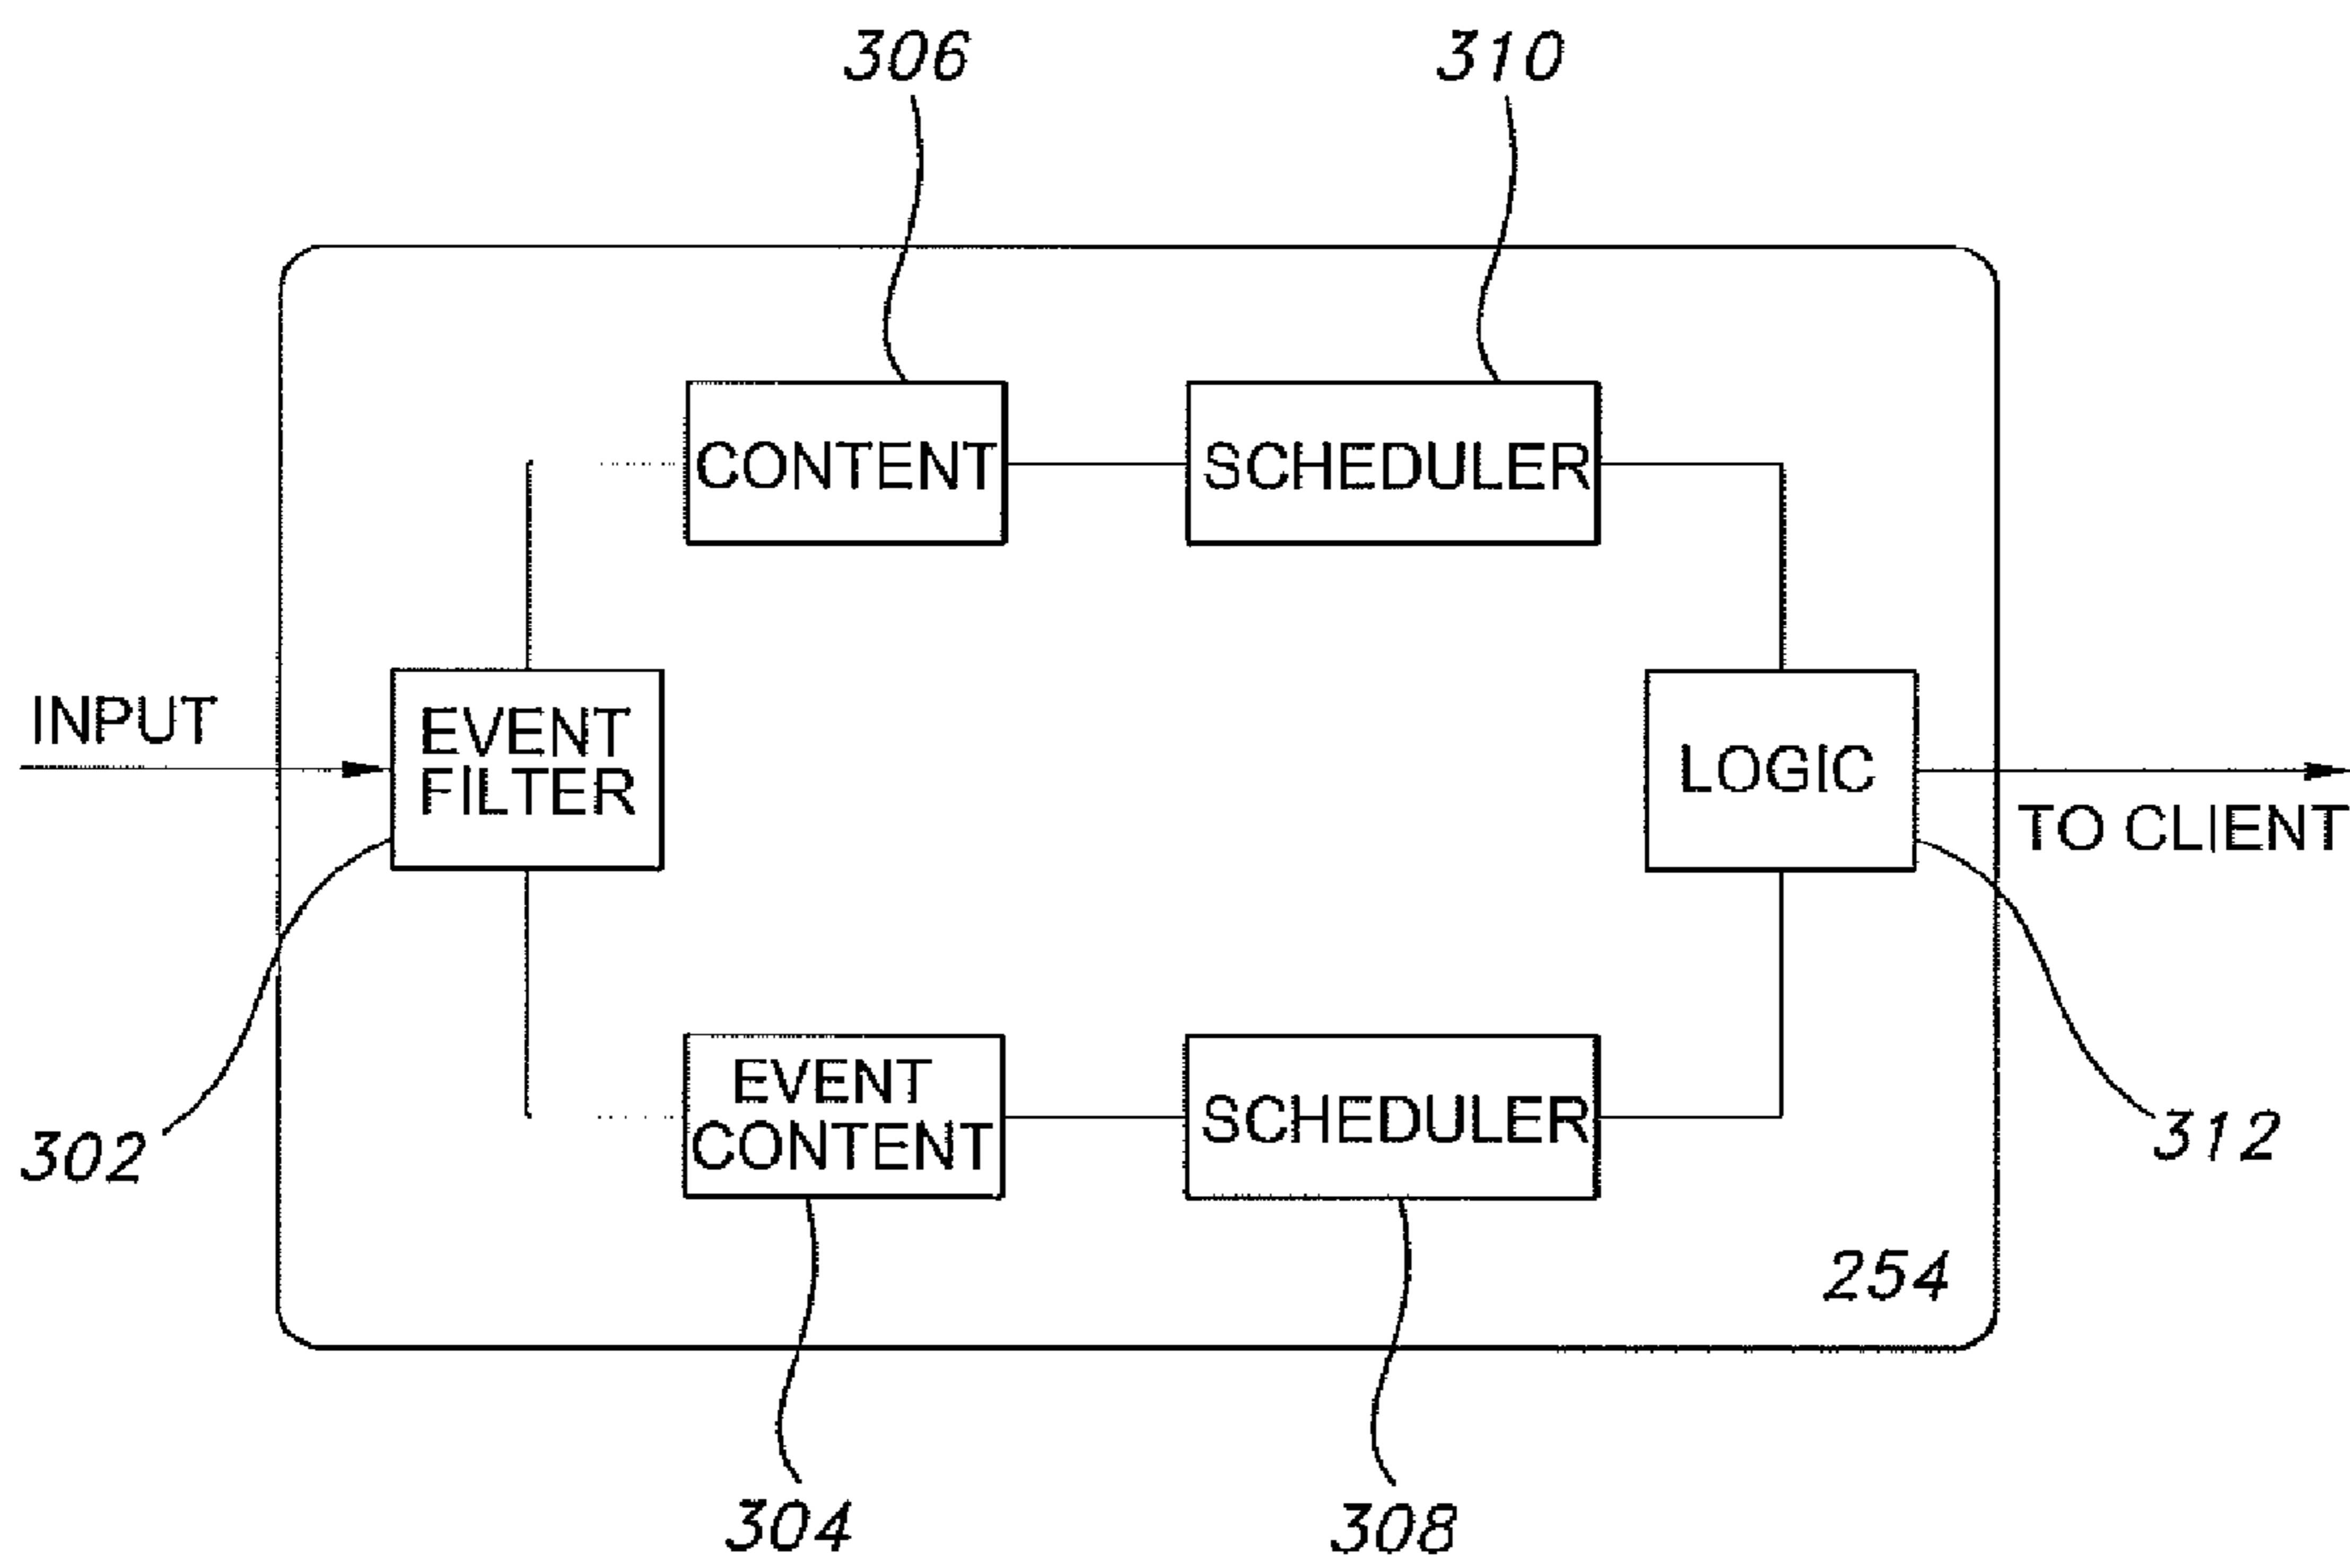 306
310
CONTENT
SCHEDULER
INPUT
EVENT
FILTER
LOGIC
TO CLIENT
EVENT
CONTENT
SCHEDULER
302
312
254
304
308